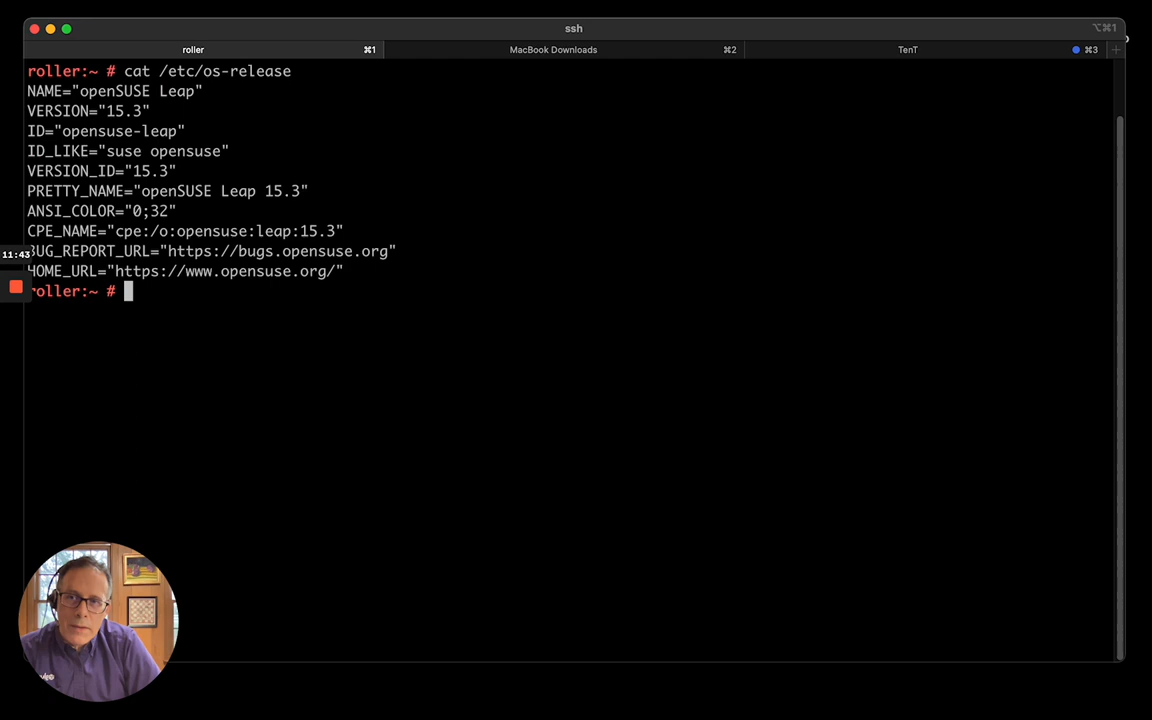 ssh
⌥⌘1
roller ⌘1
MacBook Downloads ⌘2
TenT ⌘3
roller:~ # cat /etc/os-release
NAME="openSUSE Leap"
VERSION="15.3"
ID="opensuse-leap"
ID_LIKE="suse opensuse"
VERSION_ID="15.3"
PRETTY_NAME="openSUSE Leap 15.3"
ANSI_COLOR="0;32"
CPE_NAME="cpe:/o:opensuse:leap:15.3"
11:43
BUG_REPORT_URL="https://bugs.opensuse.org"
HOME_URL="https://www.opensuse.org/"
roller:~ #